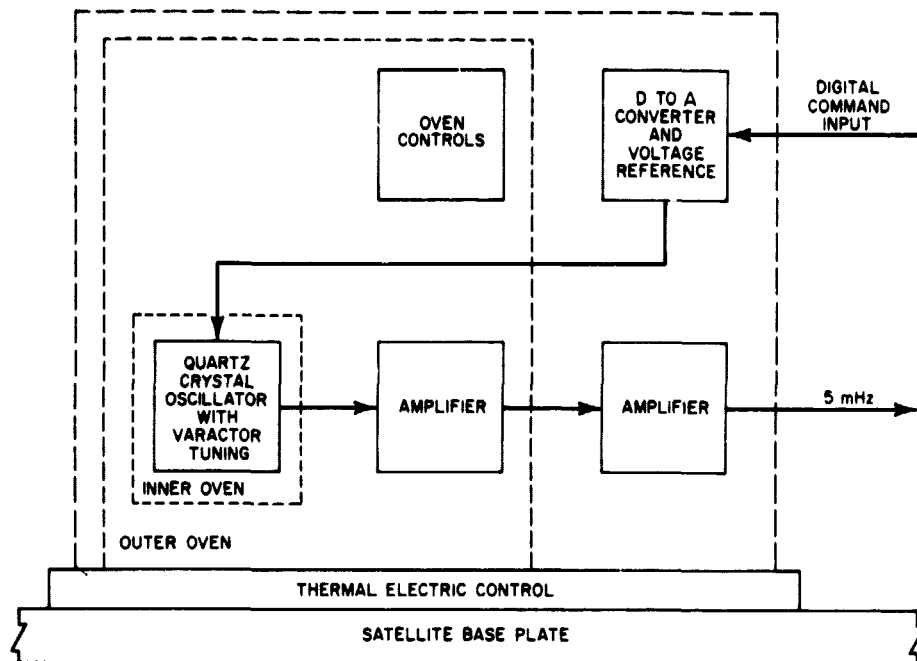 OVEN
CONTROLS
D TO A
CONVERTER
AND
VOLTAGE
REFERENCE
DIGITAL
COMMAND
INPUT
QUARTZ
CRYSTAL
OSCILLATOR
WITH
VARACTOR
TUNING
AMPLIFIER
AMPLIFIER
5 mHz
INNER OVEN
OUTER OVEN
THERMAL ELECTRIC CONTROL
SATELLITE BASE PLATE